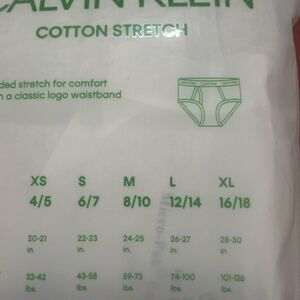 CALVIN KLEIN
COTTON STRETCH
ded stretch for comfort
h a classic logo waistband
XS S M L XL
4/5 6/7 8/10 12/14 16/18
20-21 22-23 24-25 26-27 28-30
in. in. in. in. in.
33-42 43-58 59-73 74-100 101-126
lbs. lbs. lbs. lbs. lbs.